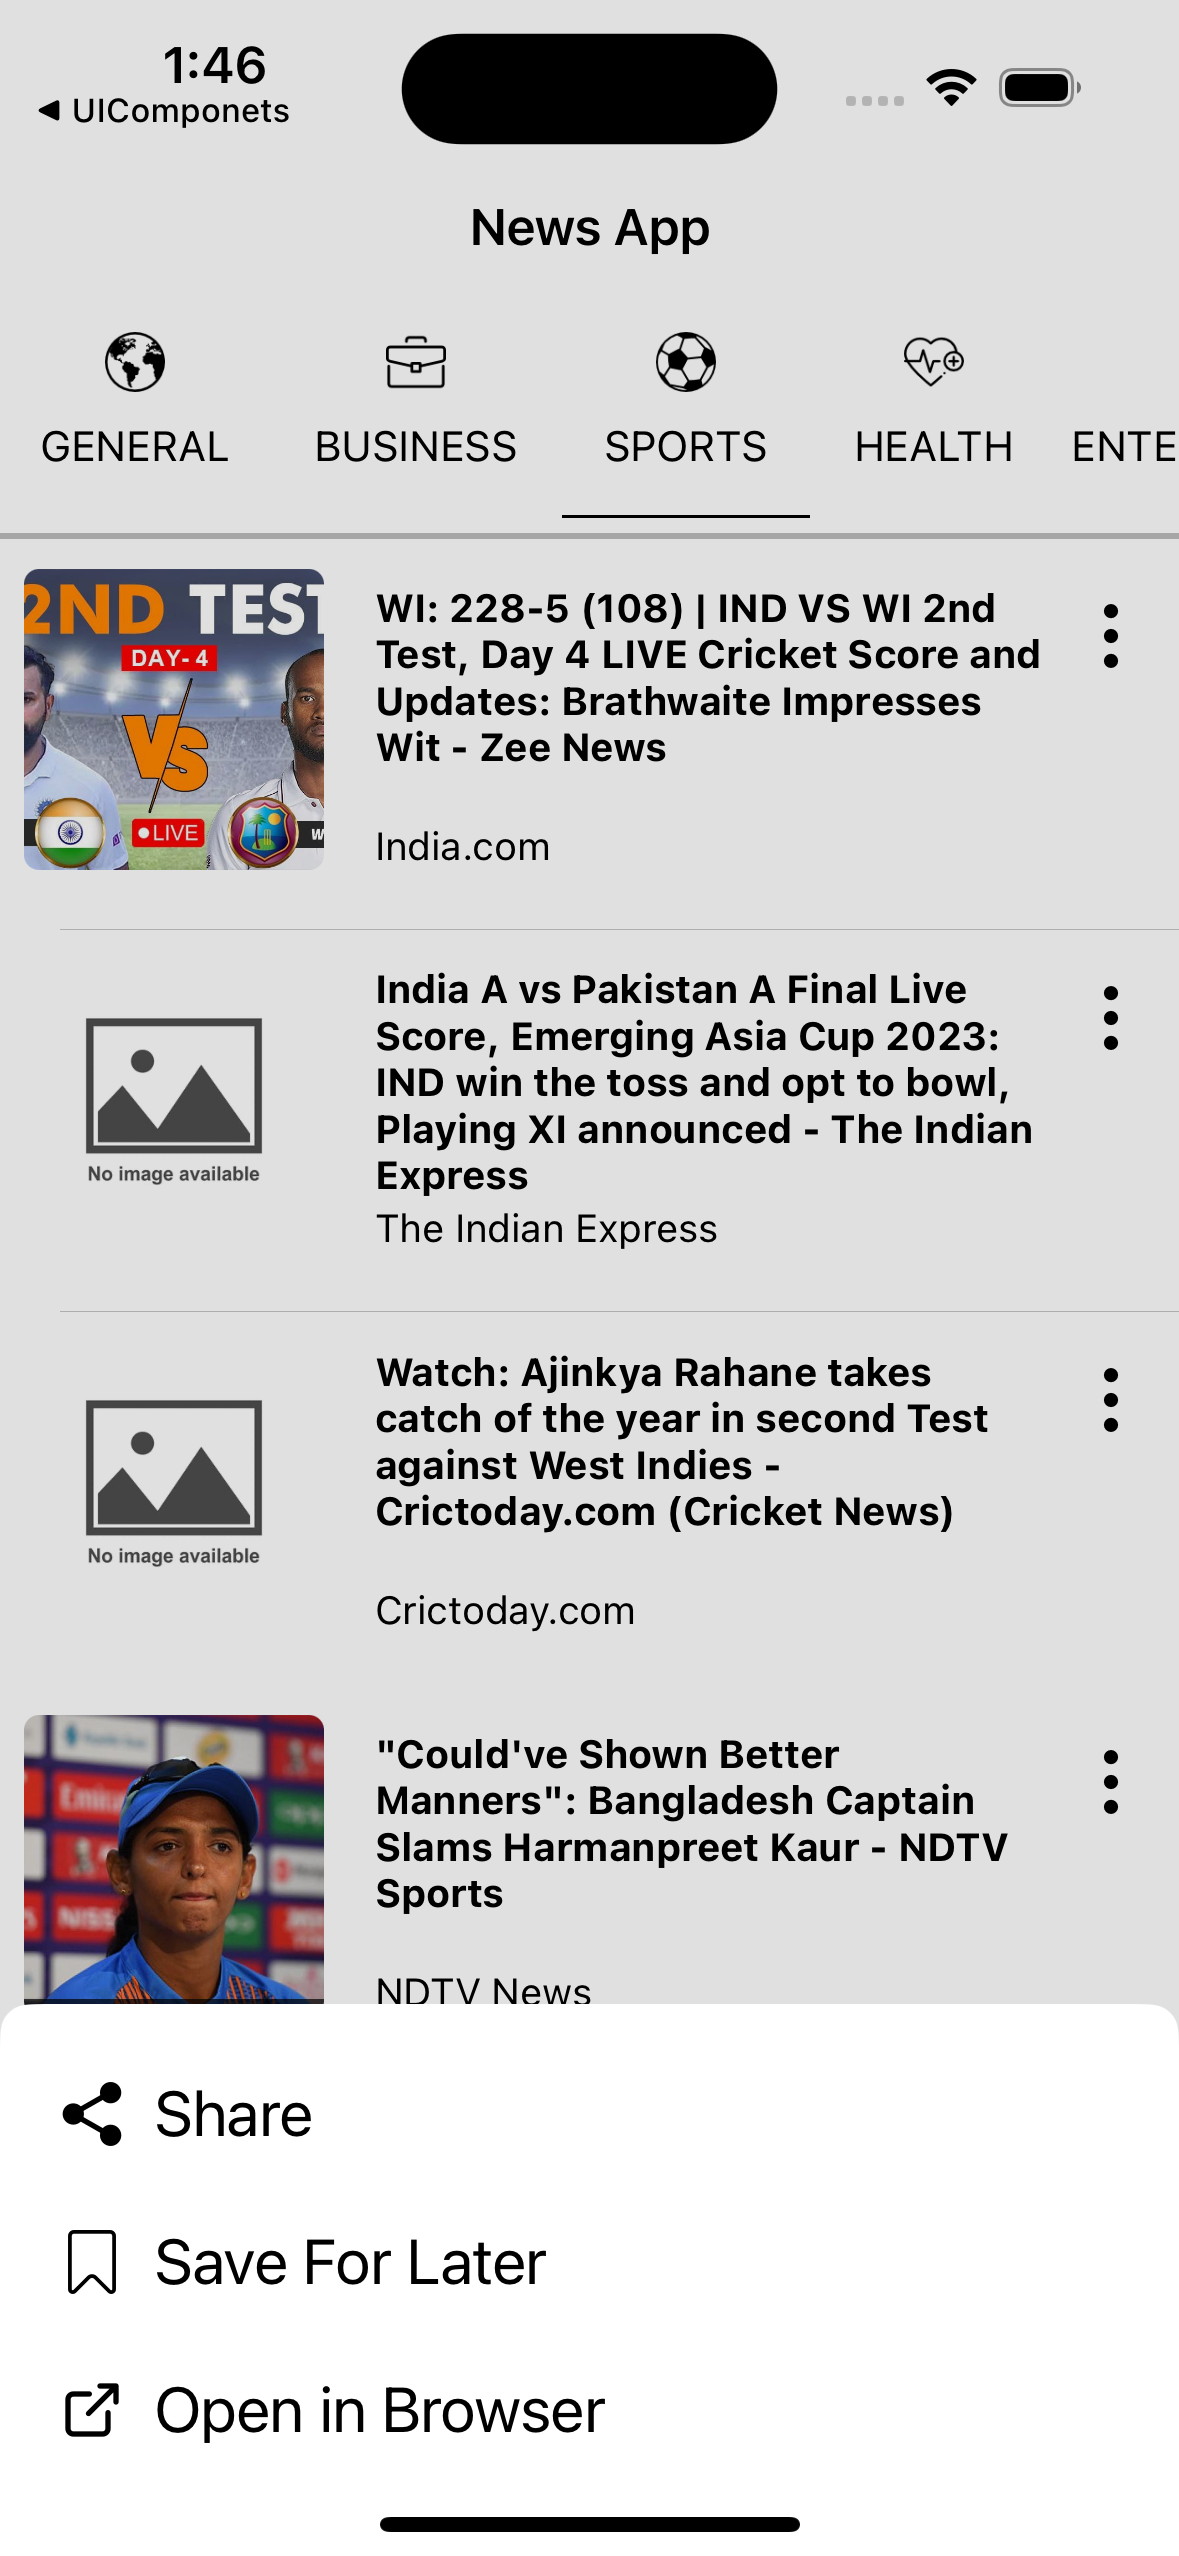 1:46
UIComponets
News App
GENERAL
BUSINESS
SPORTS
HEALTH
ENTE
2ND TEST
DAY- 4
VS
LIVE
W
WI: 228-5 (108) | IND VS WI 2nd
Test, Day 4 LIVE Cricket Score and
Updates: Brathwaite Impresses
Wit - Zee News
India.com
No image available
India A vs Pakistan A Final Live
Score, Emerging Asia Cup 2023:
IND win the toss and opt to bowl,
Playing XI announced - The Indian
Express
The Indian Express
No image available
Watch: Ajinkya Rahane takes
catch of the year in second Test
against West Indies -
Crictoday.com (Cricket News)
Crictoday.com
"Could've Shown Better
Manners": Bangladesh Captain
Slams Harmanpreet Kaur - NDTV
Sports
NDTV News
Share
Save For Later
Open in Browser